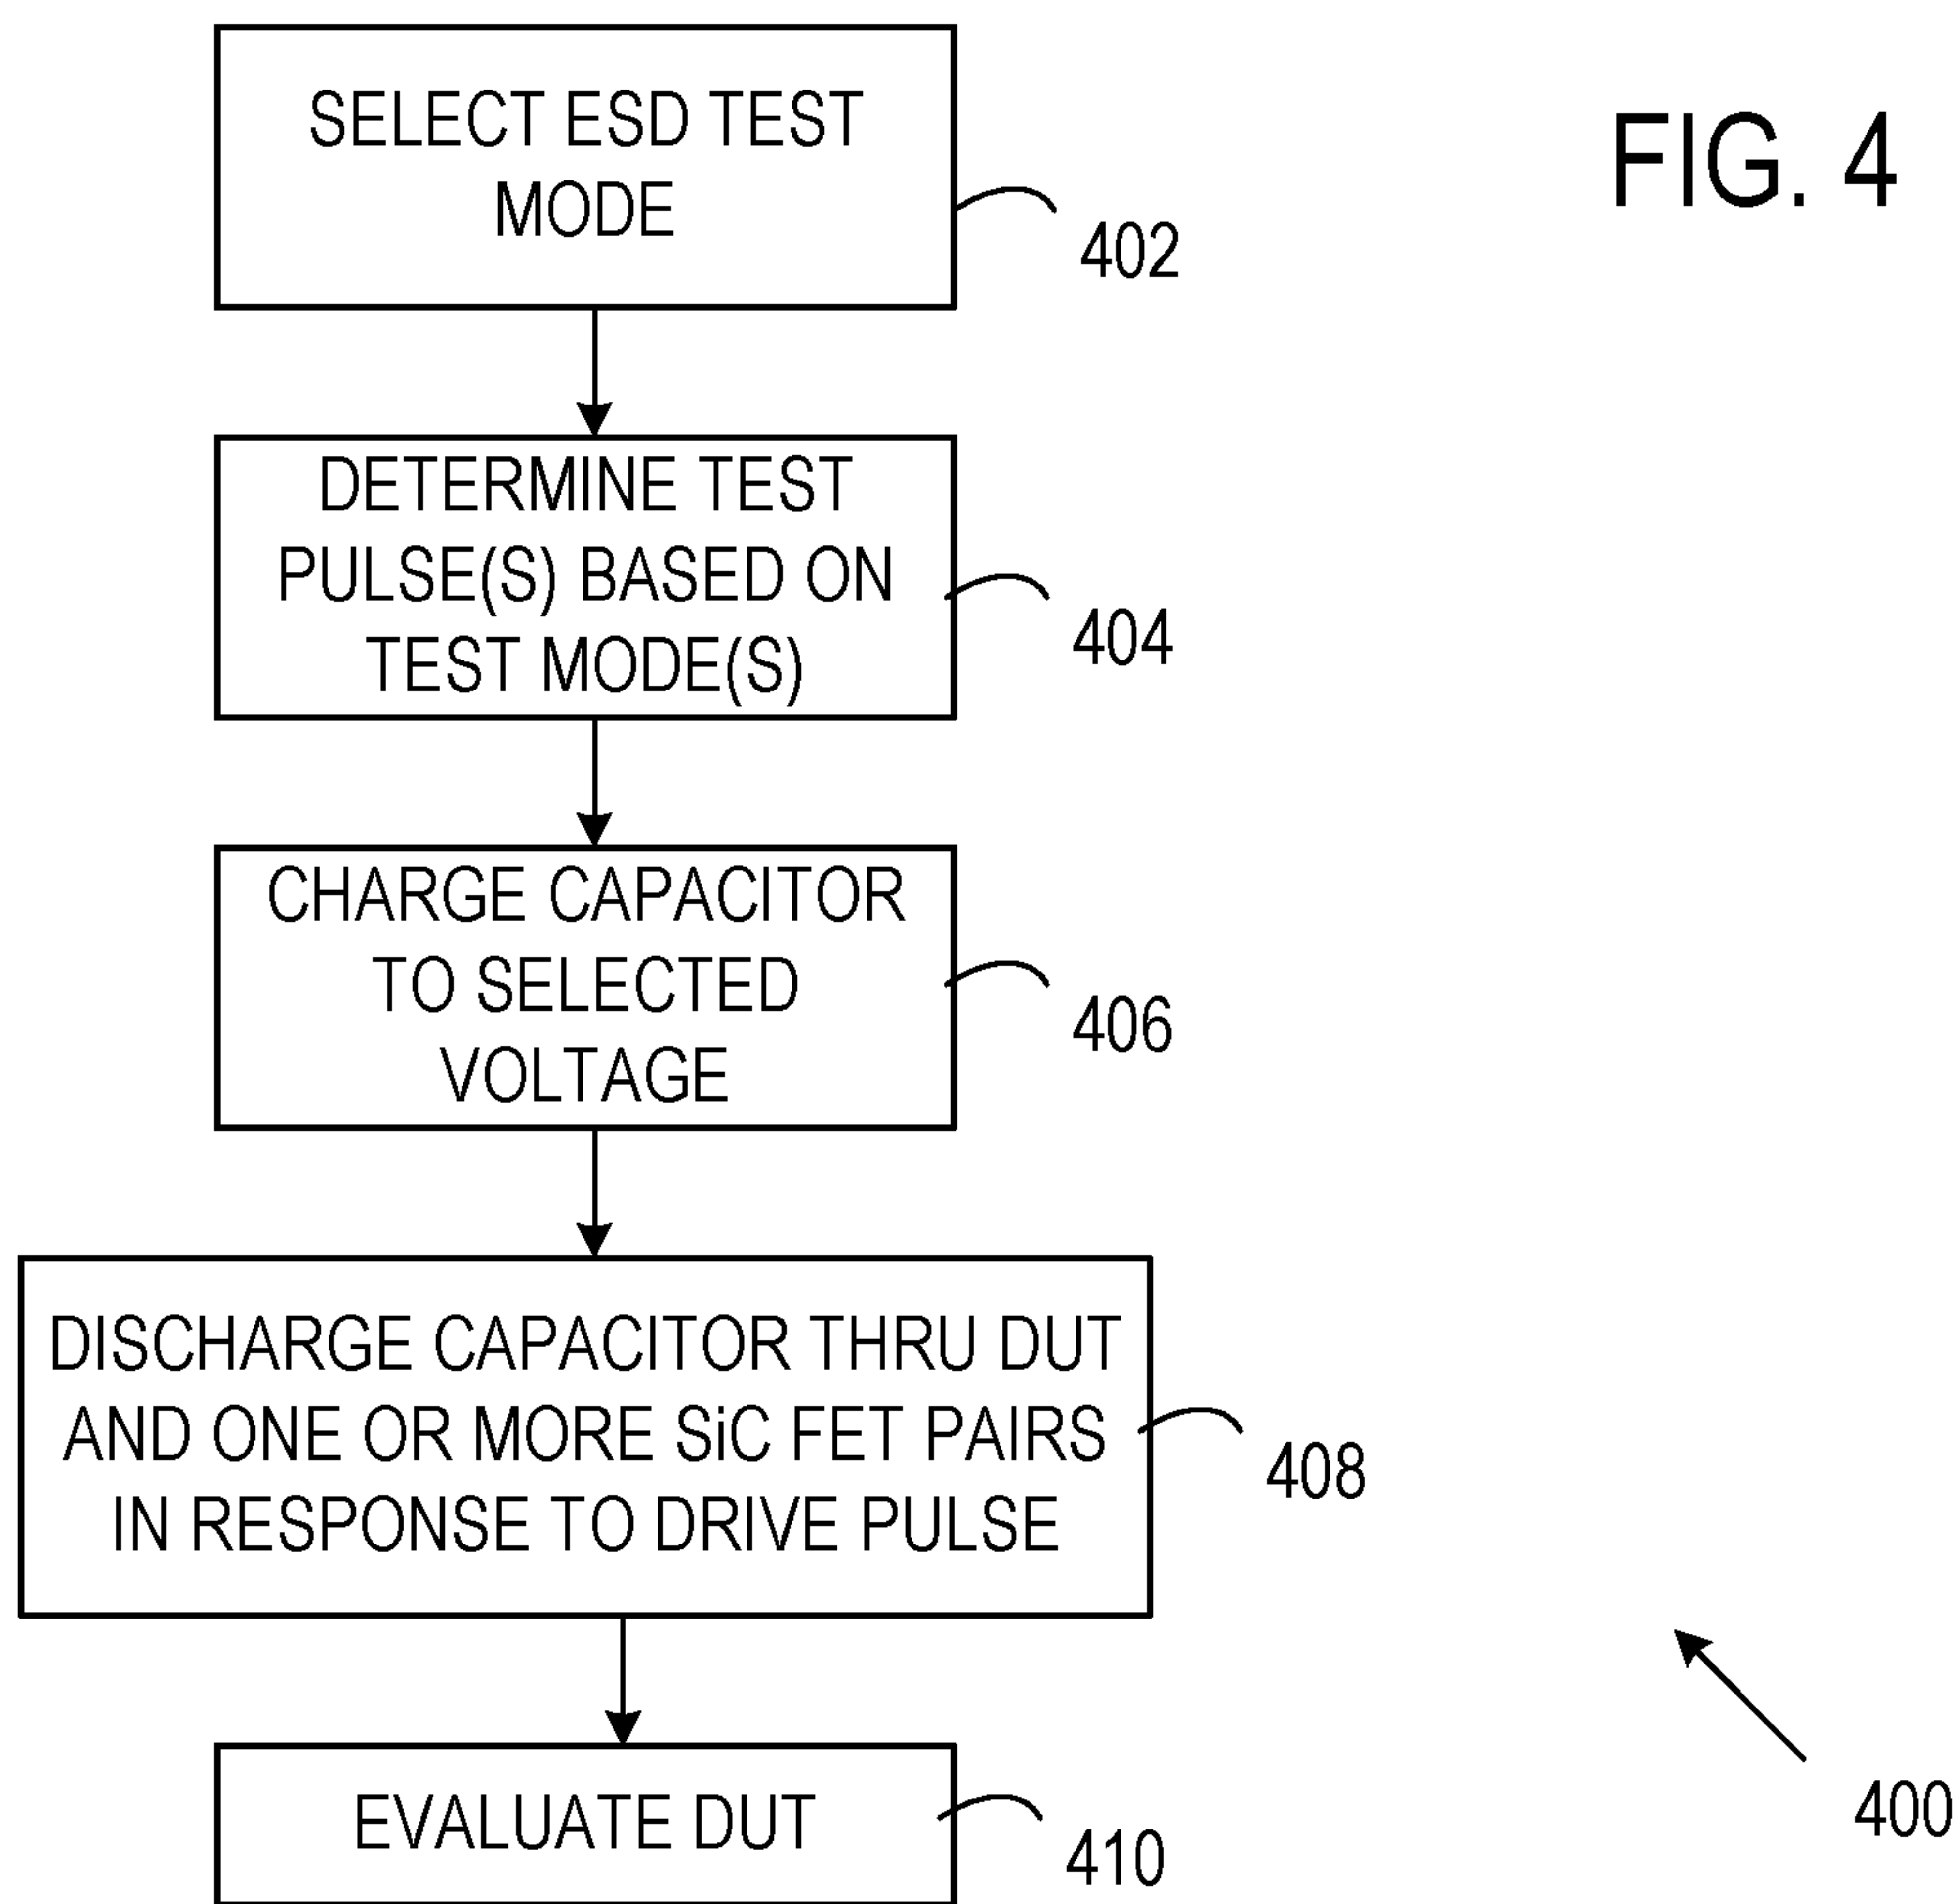 SELECT ESD TEST
MODE
402
FIG. 4
DETERMINE TEST
PULSE(S) BASED ON
TEST MODE(S)
404
CHARGE CAPACITOR
TO SELECTED
VOLTAGE
406
DISCHARGE CAPACITOR THRU DUT
AND ONE OR MORE SiC FET PAIRS
IN RESPONSE TO DRIVE PULSE
408
EVALUATE DUT
410
400